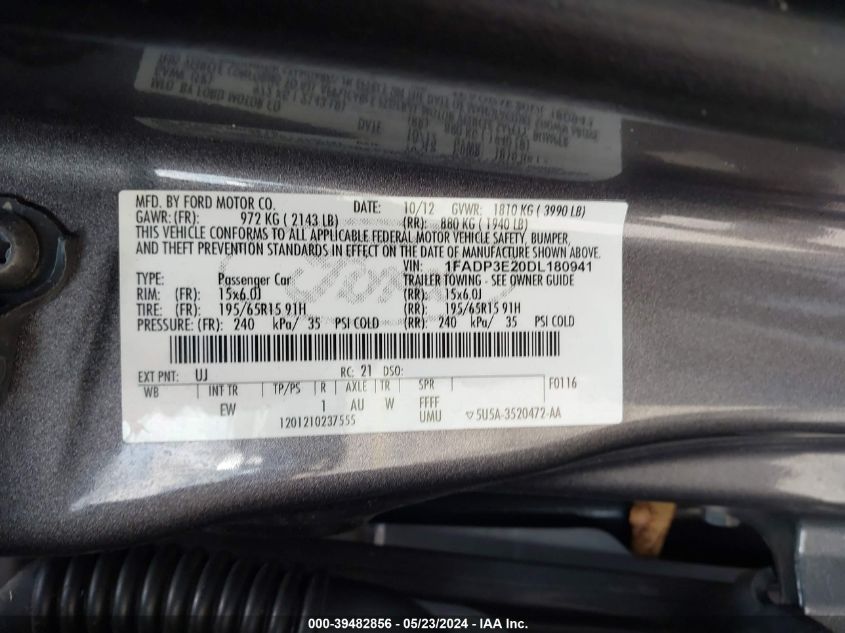 MFD. BY FORD MOTOR CO.
DATE: 10/12 GVWR: 1810 KG ( 3990 LB)
GAWR: (FR): 972 KG ( 2143 LB) (RR): 880 KG ( 1940 LB)
THIS VEHICLE CONFORMS TO ALL APPLICABLE FEDERAL MOTOR VEHICLE SAFETY, BUMPER,
AND THEFT PREVENTION STANDARDS IN EFFECT ON THE DATE OF MANUFACTURE SHOWN ABOVE.
VIN: 1FADP3E20DL180941
TYPE: Passenger Car TRAILER TOWING - SEE OWNER GUIDE
RIM: (FR): 15x6.0J (RR): 15x6.0J
TIRE: (FR): 195/65R15 91H (RR): 195/65R15 91H
PRESSURE: (FR): 240 kPa/ 35 PSI COLD (RR): 240 kPa/ 35 PSI COLD
EXT PNT: UJ RC: 21 DSO:
WB INT TR TP/PS R AXLE TR SPR F0116
EW 1 AU W FFFF
1201210237555 UMU ▽5U5A-3520472-AA
000-39482856 - 05/23/2024 - IAAI.com